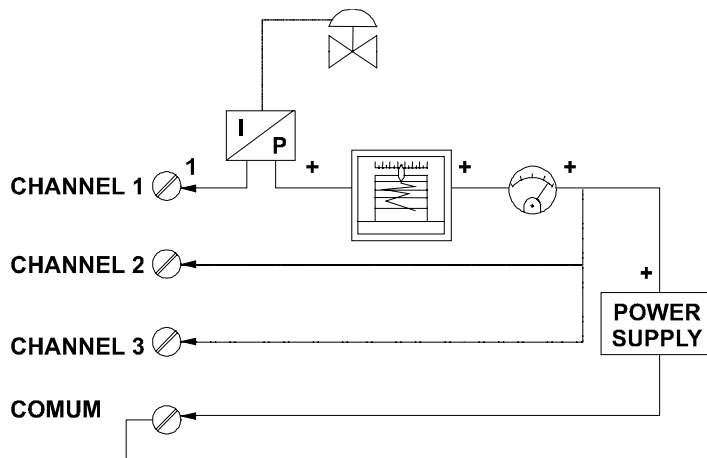 I
P
1
+
+
+
CHANNEL 1
CHANNEL 2
+
POWER
SUPPLY
CHANNEL 3
COMUM